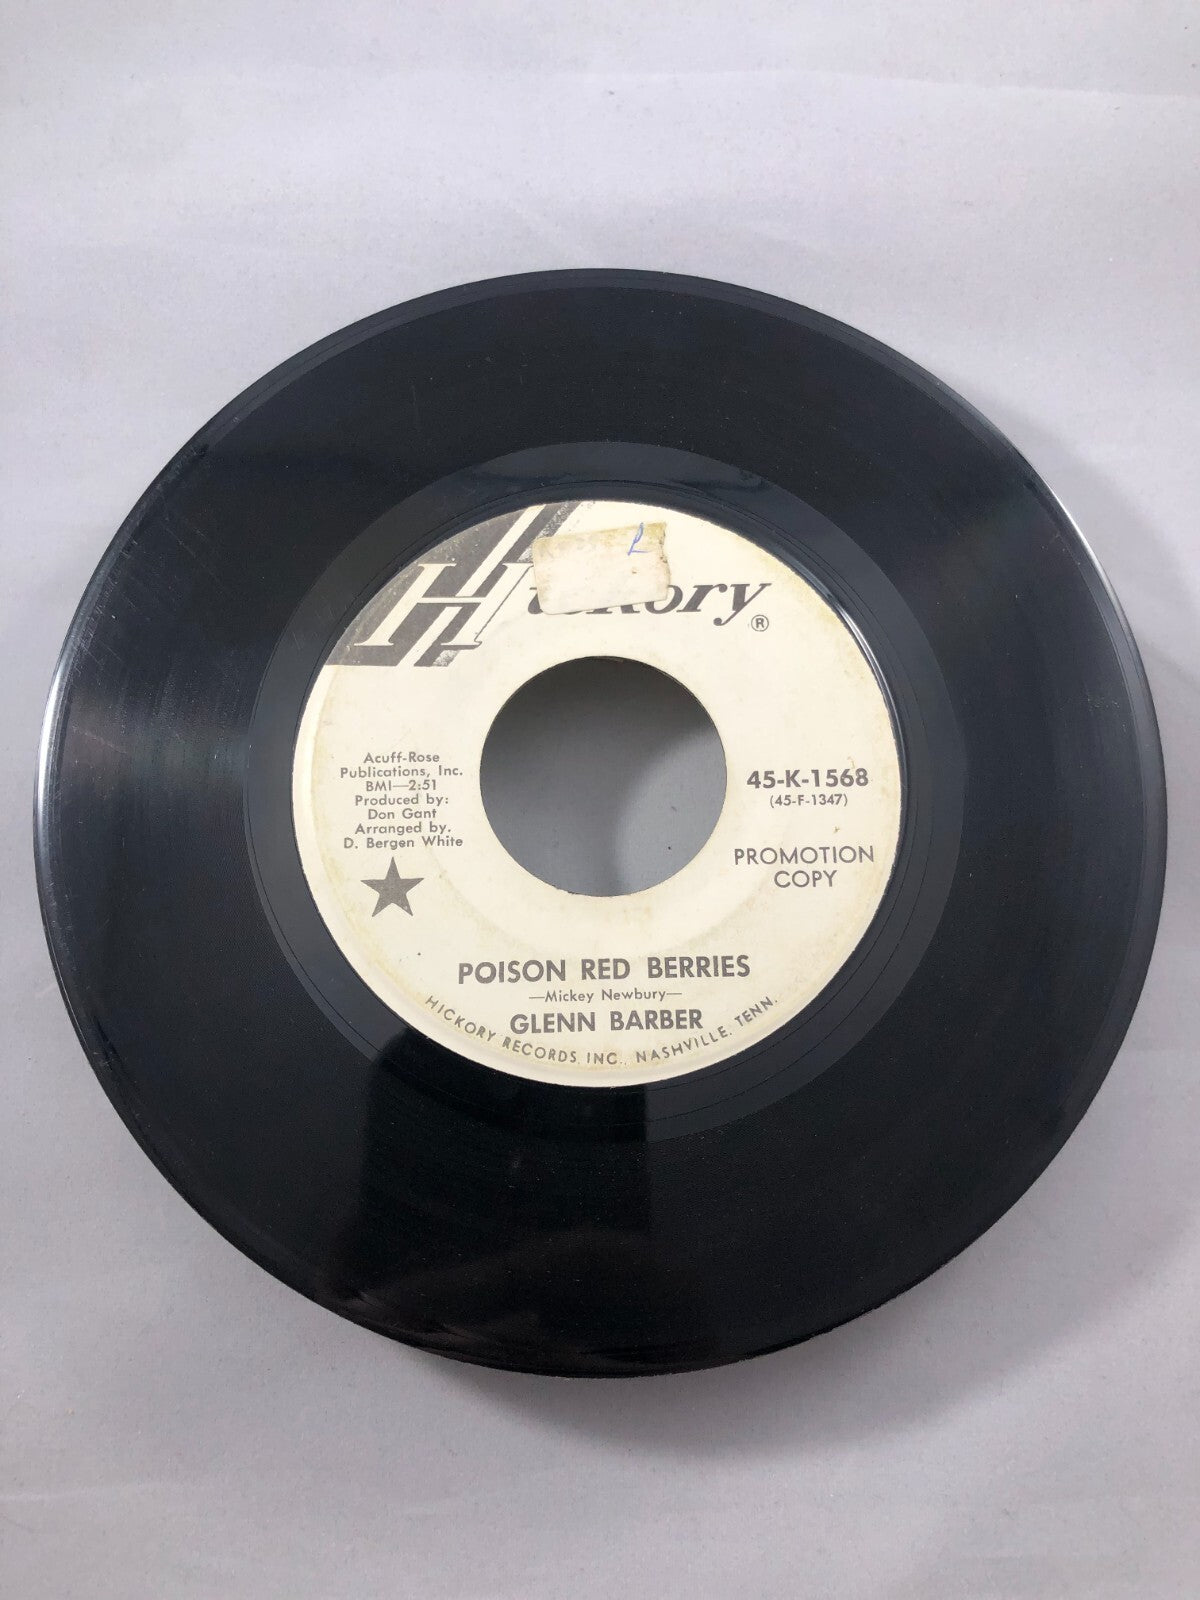 Hickory®
Acuff-Rose
Publications, Inc.
BMI—2:51
Produced by:
Don Gant
Arranged by.
D. Bergen White
45-K-1568
(45-F-1347)
PROMOTION
COPY
POISON RED BERRIES
—Mickey Newbury—
GLENN BARBER
HICKORY RECORDS, INC., NASHVILLE, TENN.